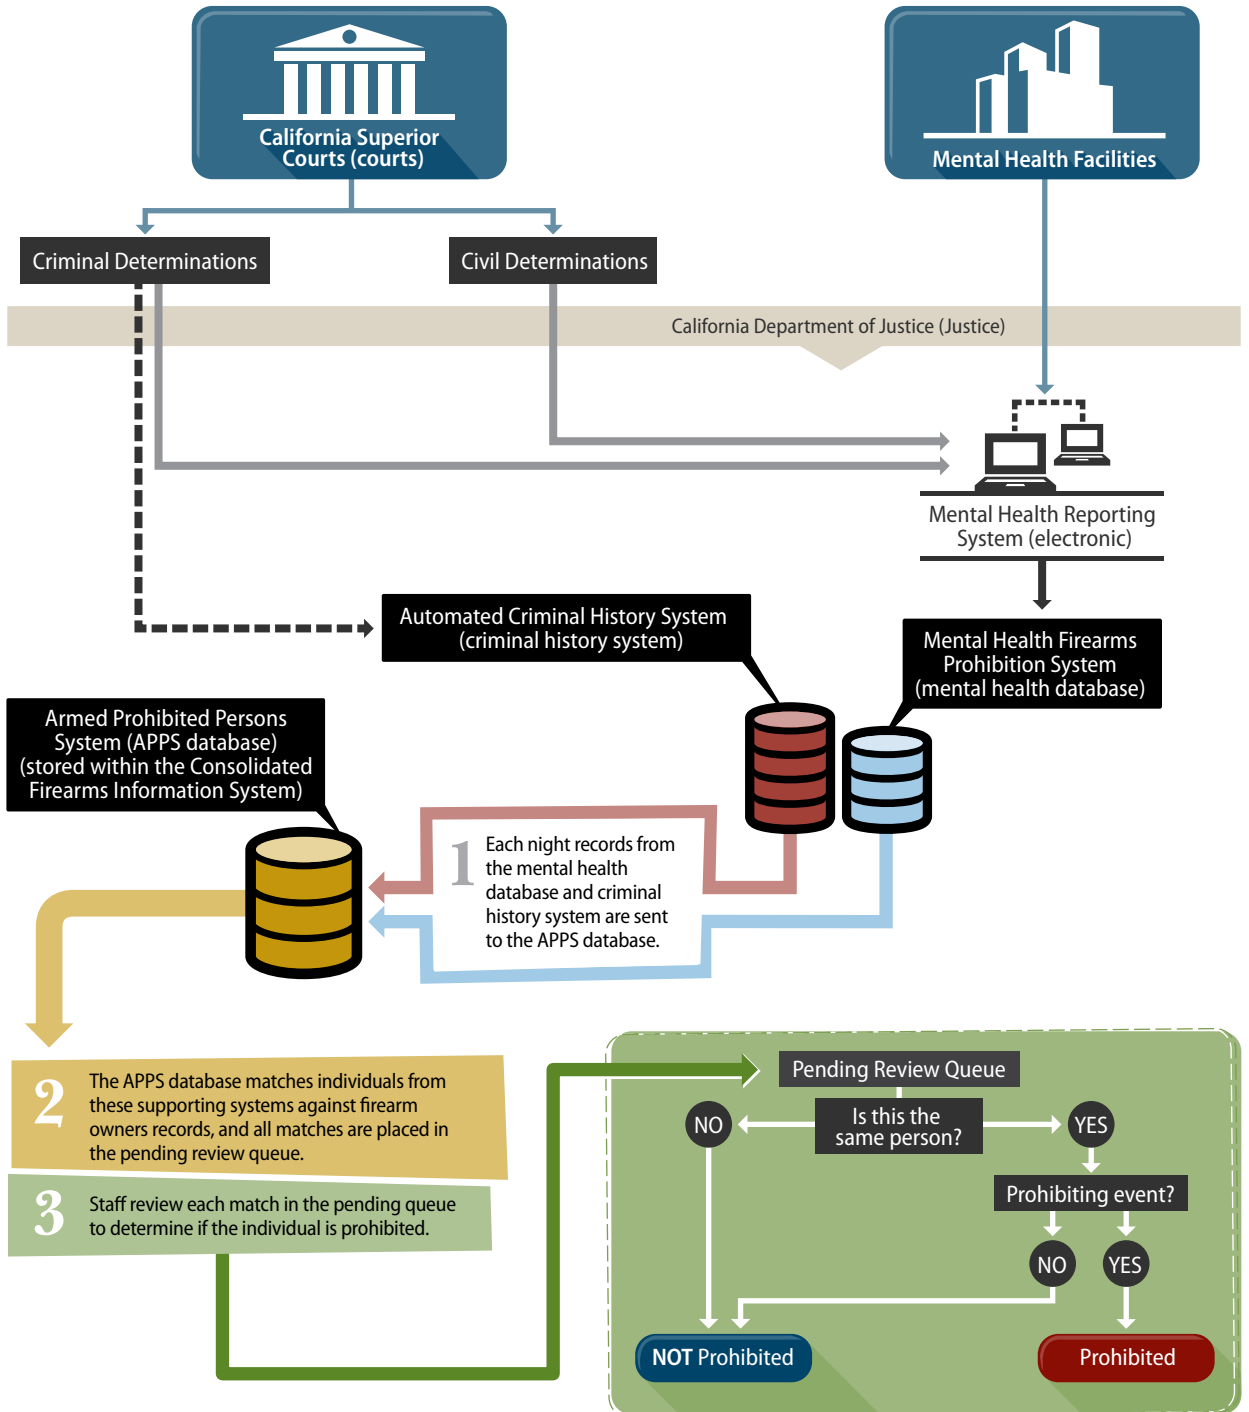 California Superior
Courts (courts)
Mental Health Facilities
Criminal Determinations
Civil Determinations
California Department of Justice (Justice)
Mental Health Reporting
System (electronic)
Automated Criminal History System
(criminal history system)
Mental Health Firearms
Prohibition System
(mental health database)
Armed Prohibited Persons
System (APPS database)
(stored within the Consolidated
Firearms Information System)
1
Each night records from
the mental health
database and criminal
history system are sent
to the APPS database.
2
The APPS database matches individuals from
these supporting systems against firearm
owners records, and all matches are placed in
the pending review queue.
3
Staff review each match in the pending queue
to determine if the individual is prohibited.
Pending Review Queue
Is this the
same person?
NO
YES
Prohibiting event?
NO
YES
NOT Prohibited
Prohibited